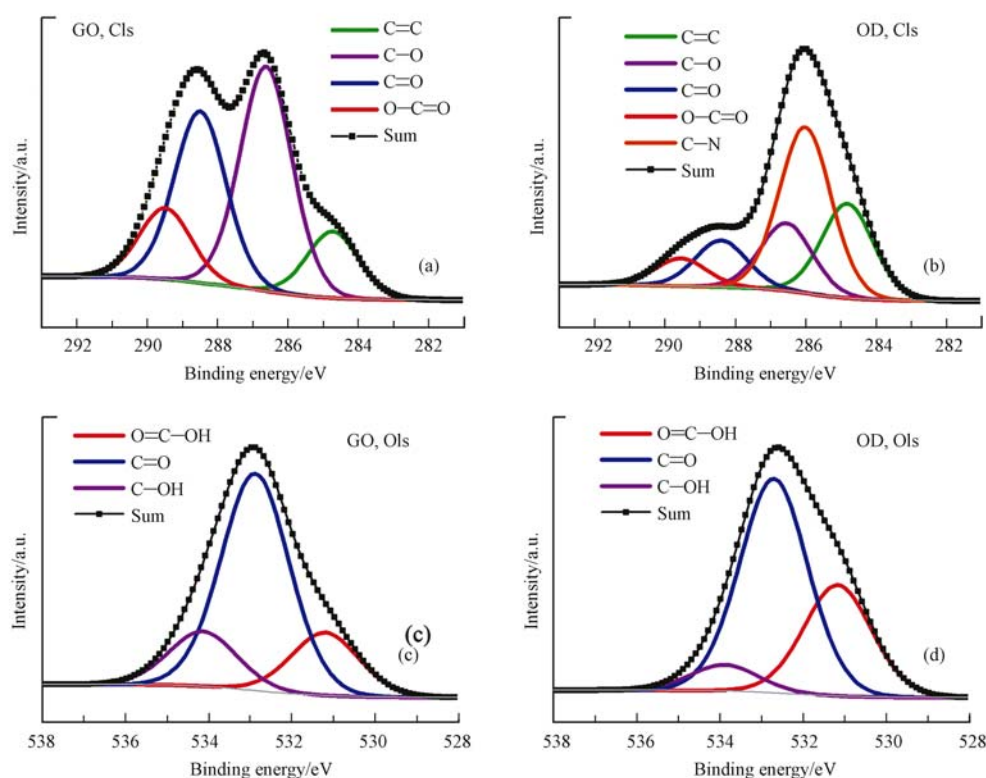 GO, Cls
C=C
C−O
C=O
O−C=O
Sum
Intensity/a.u.
(a)
292 290 288 286 284 282
Binding energy/eV
OD, Cls
C=C
C−O
C=O
O−C=O
C−N
Sum
Intensity/a.u.
(b)
292 290 288 286 284 282
Binding energy/eV
GO, Ols
O=C−OH
C=O
C−OH
Sum
Intensity/a.u.
(c)
(c)
538 536 534 532 530 528
Binding energy/eV
OD, Ols
O=C−OH
C=O
C−OH
Sum
Intensity/a.u.
(d)
538 536 534 532 530 528
Binding energy/eV